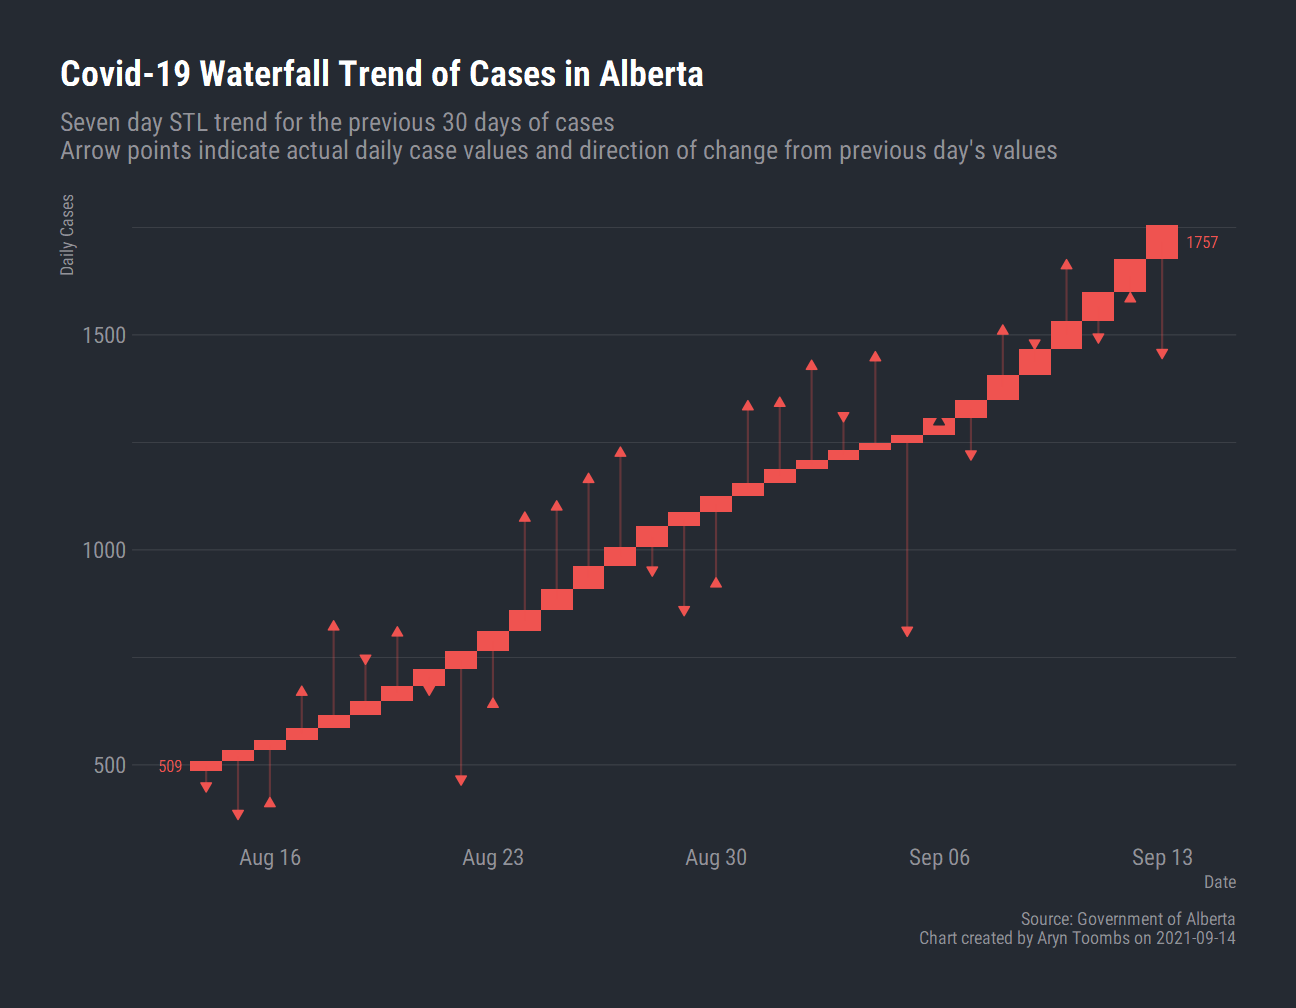 Covid-19 Waterfall Trend of Cases in Alberta
Seven day STL trend for the previous 30 days of cases
Arrow points indicate actual daily case values and direction of change from previous day's values
Daily Cases
1757
1500
1000
500
509
Aug 16
Aug 23
Aug 30
Sep 06
Sep 13
Date
Source: Government of Alberta
Chart created by Aryn Toombs on 2021-09-14